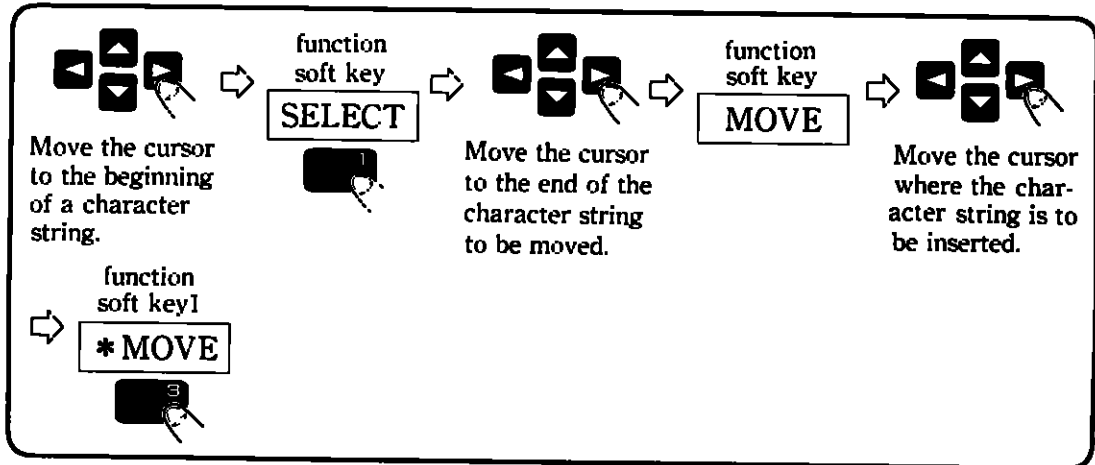 function
soft key
SELECT
1
Move the cursor
to the beginning
of a character
string.
Move the cursor
to the end of the
character string
to be moved.
function
soft key
MOVE
Move the cursor
where the char-
acter string is to
be inserted.
function
soft key1
*MOVE
3